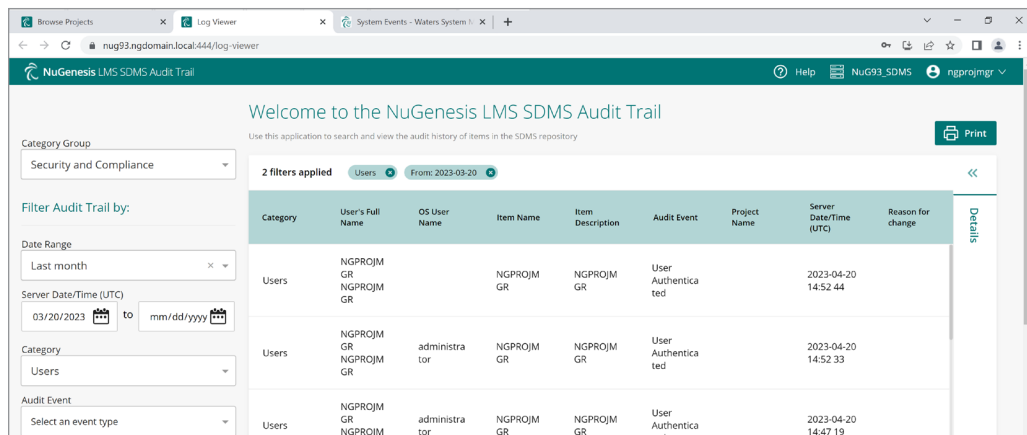 Browse Projects
Log Viewer
System Events - Waters System N
nug93.ngdomain.local:444/log-viewer
NuGenesis LMS SDMS Audit Trail
Help
NuG93_SDMS
ngprojmgr
Welcome to the NuGenesis LMS SDMS Audit Trail
Use this application to search and view the audit history of items in the SDMS repository
Print
Category Group
Security and Compliance
Filter Audit Trail by:
Date Range
Last month
Server Date/Time (UTC)
03/20/2023
to
mm/dd/yyyy
Category
Users
Audit Event
Select an event type
2 filters applied
Users
From: 2023-03-20
Category
User's Full
Name
OS User
Name
Item Name
Item
Description
Audit Event
Project
Name
Server
Date/Time
(UTC)
Reason for
change
Details
Users
NGPROJM
GR
NGPROJM
GR
NGPROJM
GR
NGPROJM
GR
User
Authentica
ted
2023-04-20
14:52 44
Users
NGPROJM
GR
NGPROJM
GR
administra
tor
NGPROJM
GR
NGPROJM
GR
User
Authentica
ted
2023-04-20
14:52 33
Users
NGPROJM
GR
NGPROJM
administra
tor
NGPROJM
GR
NGPROJM
GR
User
Authentica
2023-04-20
14:47 19